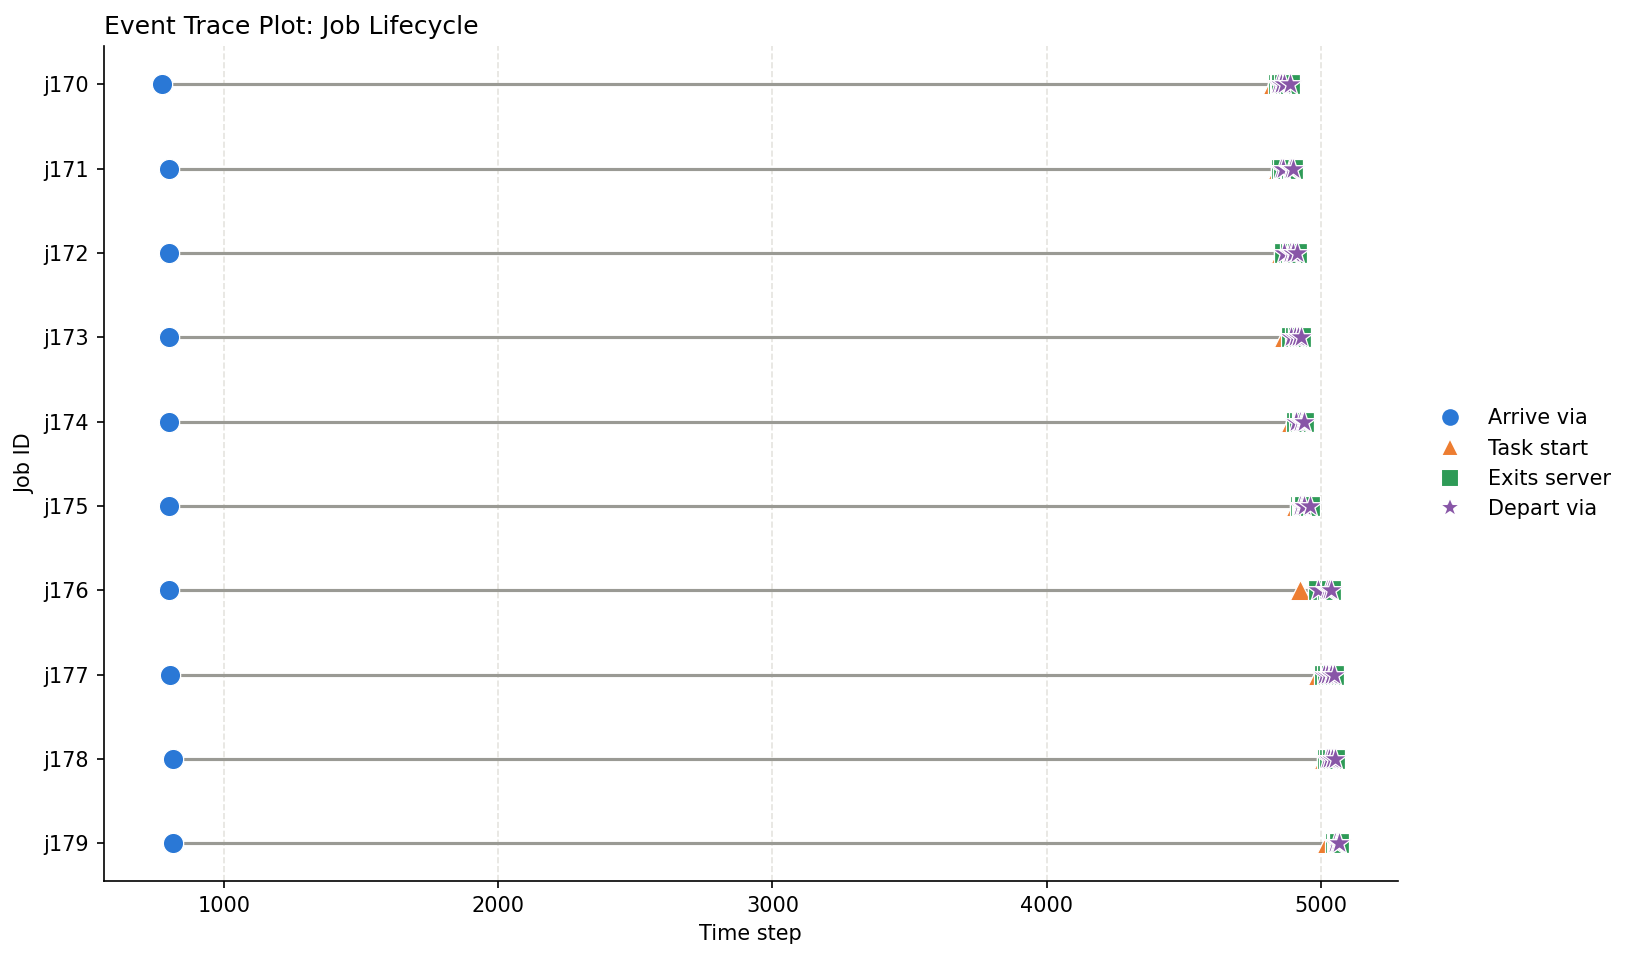 Event Trace Plot: Job Lifecycle
j170
j171
j172
j173
j174
j175
j176
j177
j178
j179
Job ID
1000 2000 3000 4000 5000
Time step
Arrive via
Task start
Exits server
Depart via